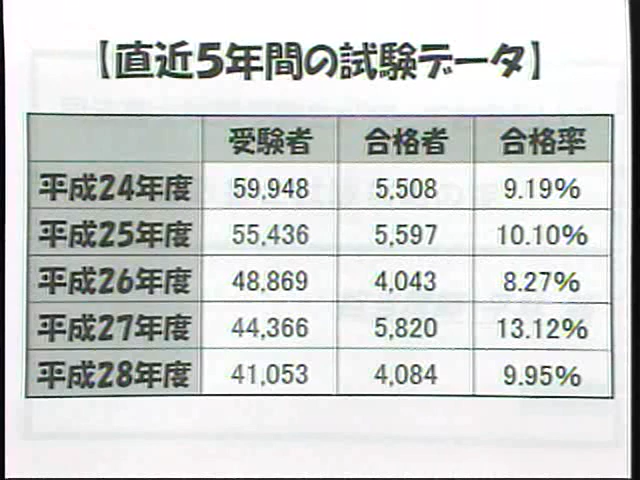 【直近5年間の試験データ】
受験者 合格者 合格率
平成24年度 59,948 5,508 9.19%
平成25年度 55,436 5,597 10.10%
平成26年度 48,869 4,043 8.27%
平成27年度 44,366 5,820 13.12%
平成28年度 41,053 4,084 9.95%